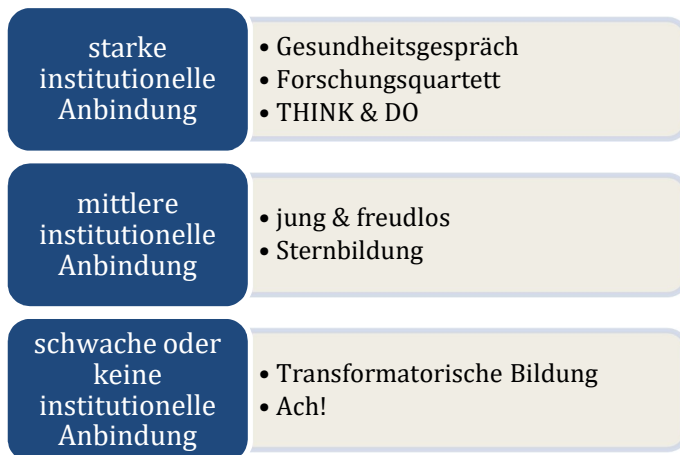 starke
institutionelle
Anbindung
• Gesundheitsgespräch
• Forschungsquartett
• THINK & DO
mittlere
institutionelle
Anbindung
• jung & freudlos
• Sternbildung
schwache oder
keine
institutionelle
Anbindung
• Transformatorische Bildung
• Ach!